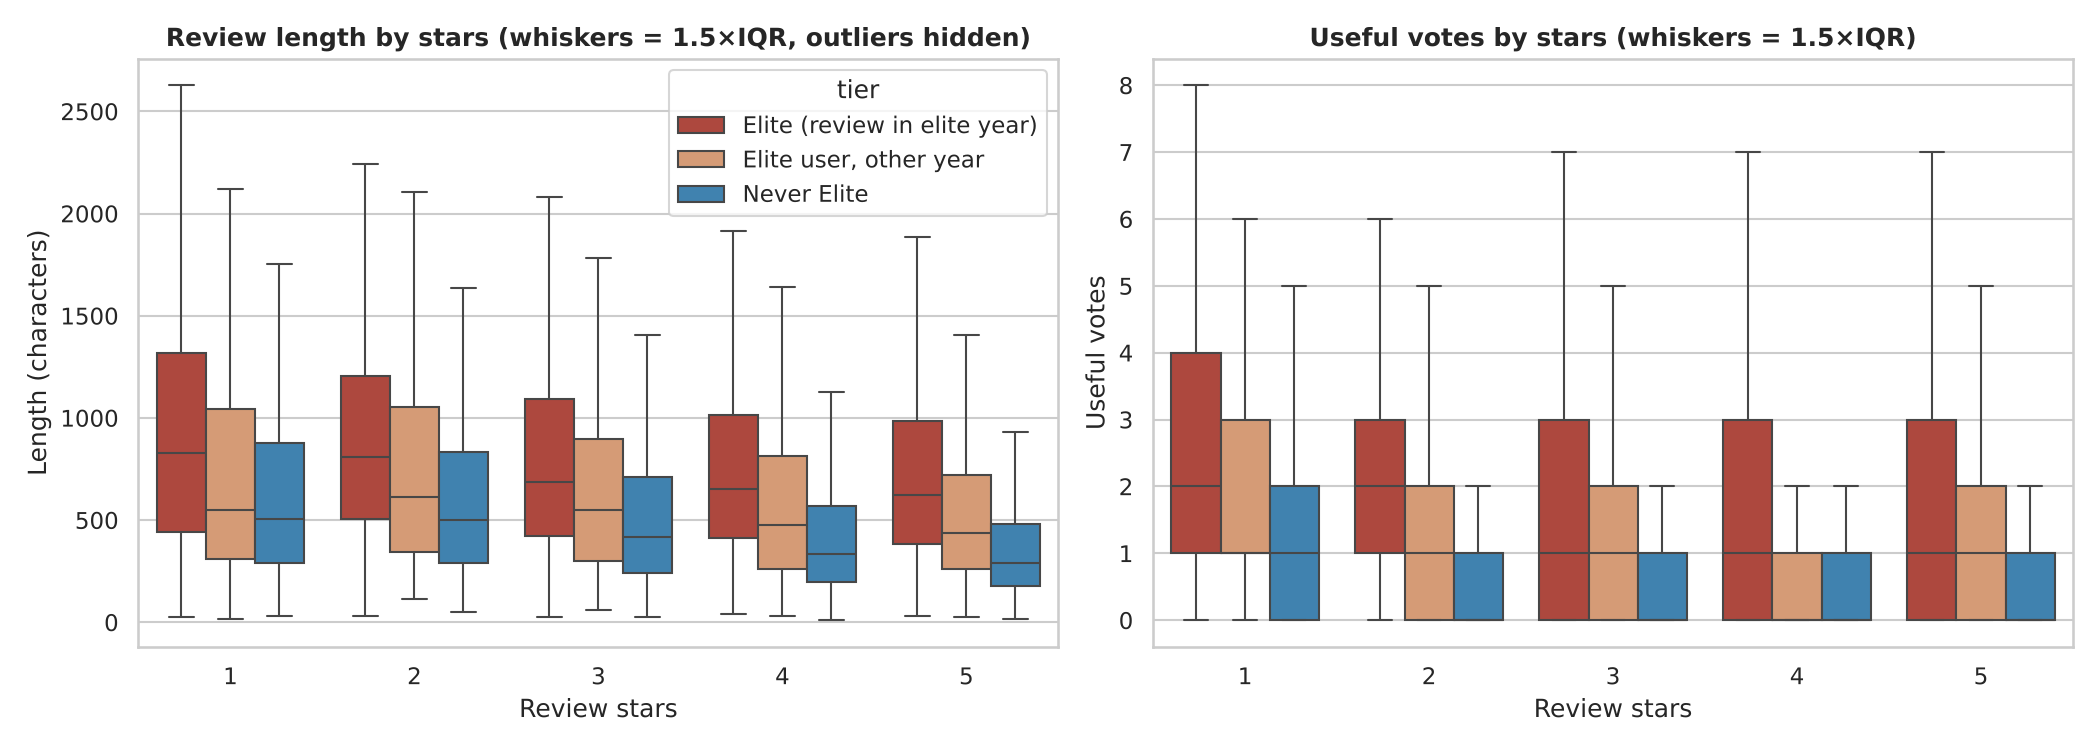 Review length by stars (whiskers = 1.5×IQR, outliers hidden)
tier
Elite (review in elite year)
Elite user, other year
Never Elite
Length (characters)
2500
2000
1500
1000
500
0
1 2 3 4 5
Review stars
Useful votes by stars (whiskers = 1.5×IQR)
Useful votes
8
7
6
5
4
3
2
1
0
1 2 3 4 5
Review stars